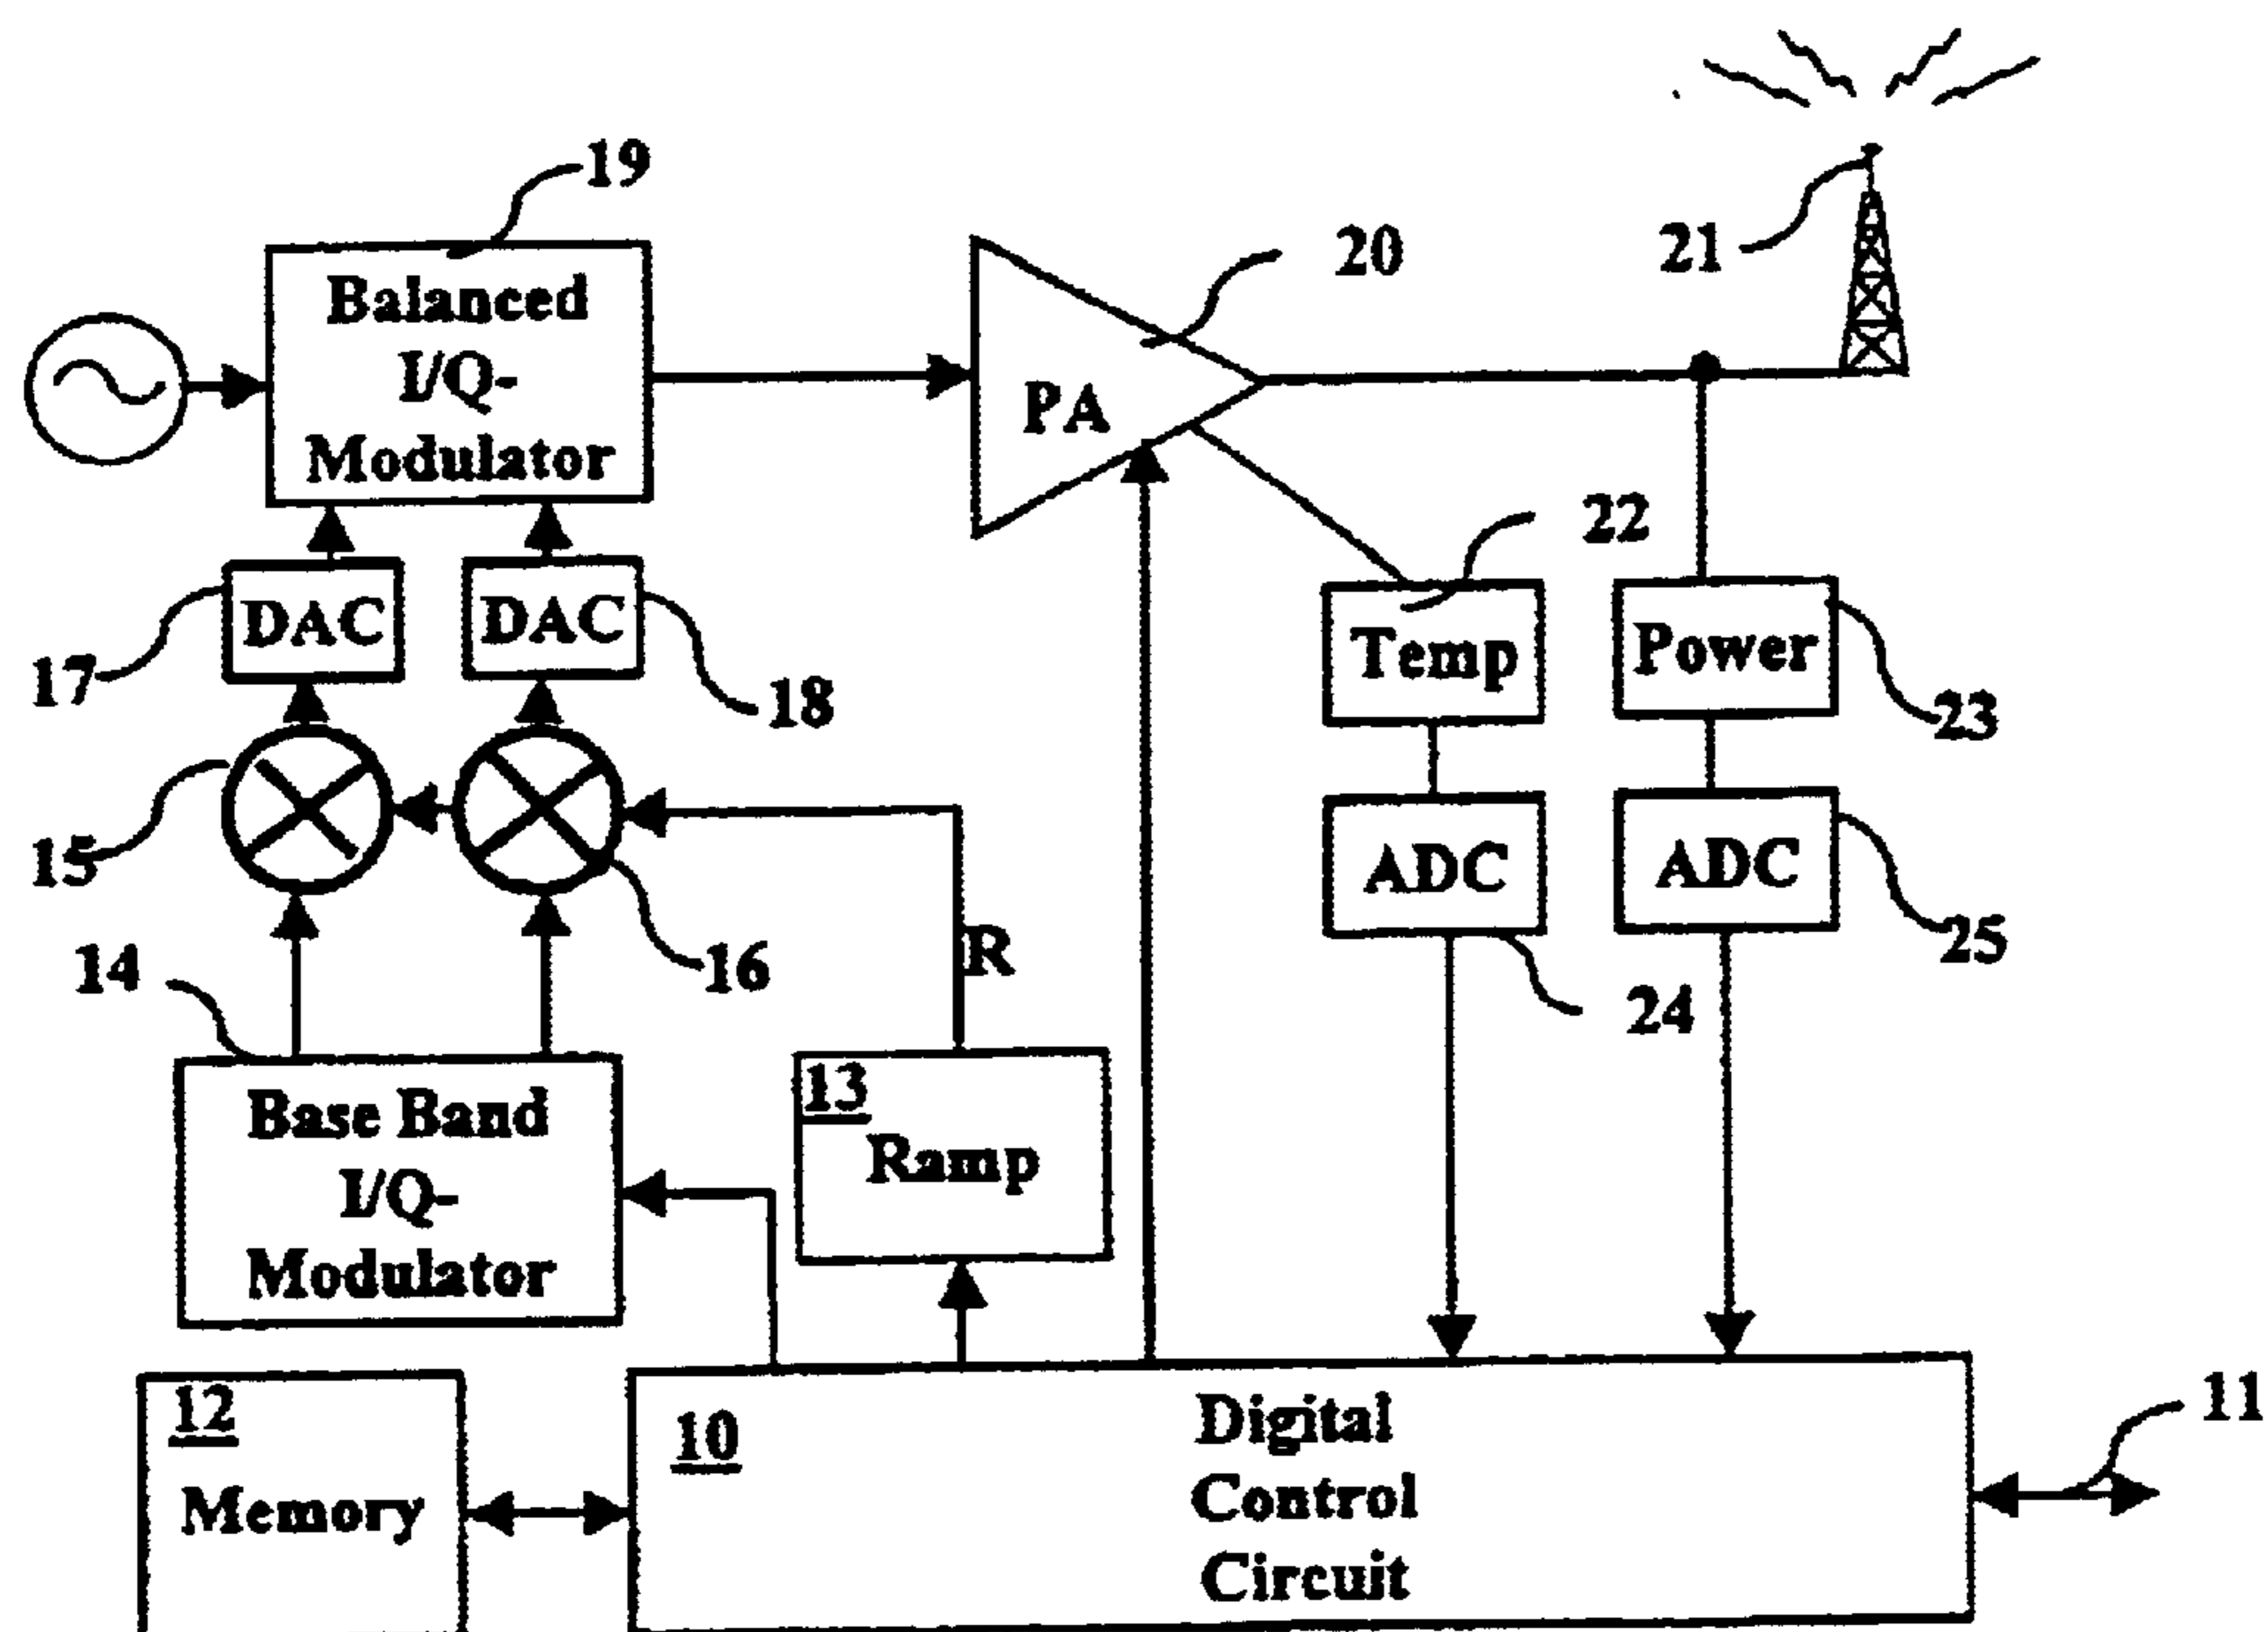 19
20
21
Balanced
I/Q-
Modulator
PA
22
DAC
DAC
Temp
Power
17
18
23
15
ADC
ADC
14
16
R
25
24
Base Band
I/Q-
Modulator
13
Ramp
12
Memory
10
Digital
Control
Circuit
11